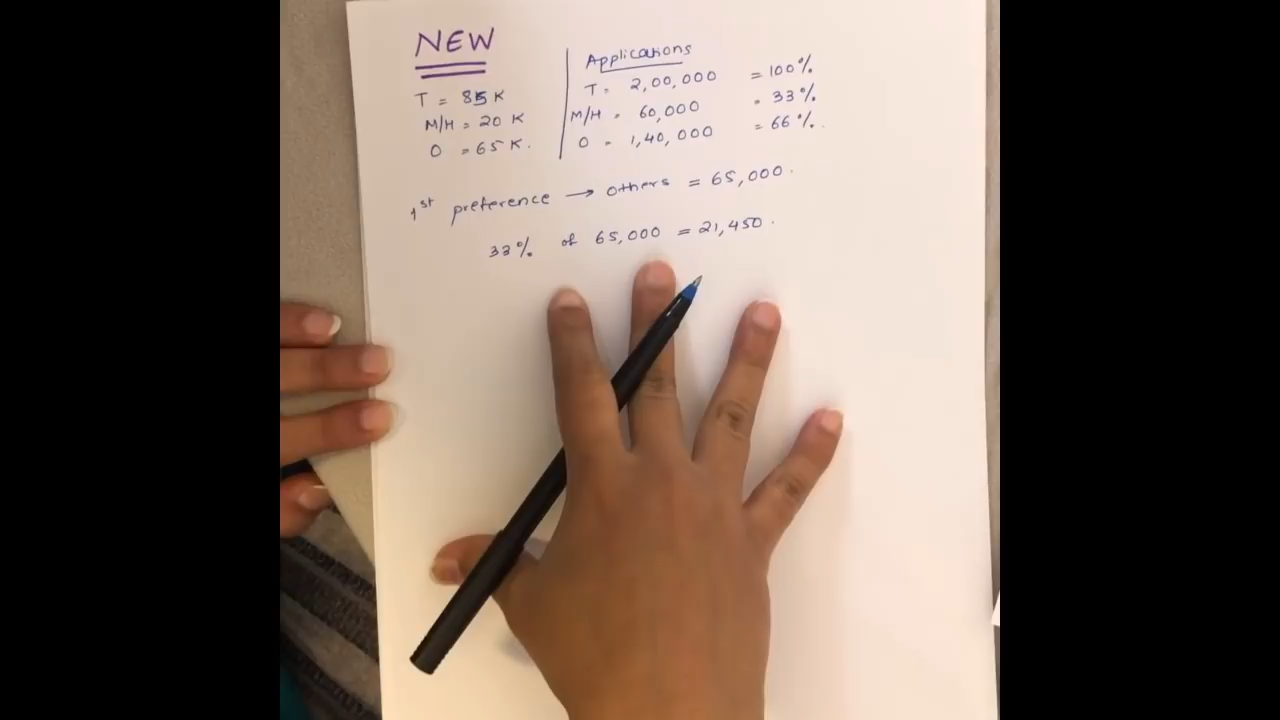 NEW
T = 85 K
M/H = 20 K
O = 65 K.
Applications
T = 2,00,000 = 100%
M/H = 60,000 = 33%
O = 1,40,000 = 66%.
1st preference → others = 65,000.
33% of 65,000 = 21,450.